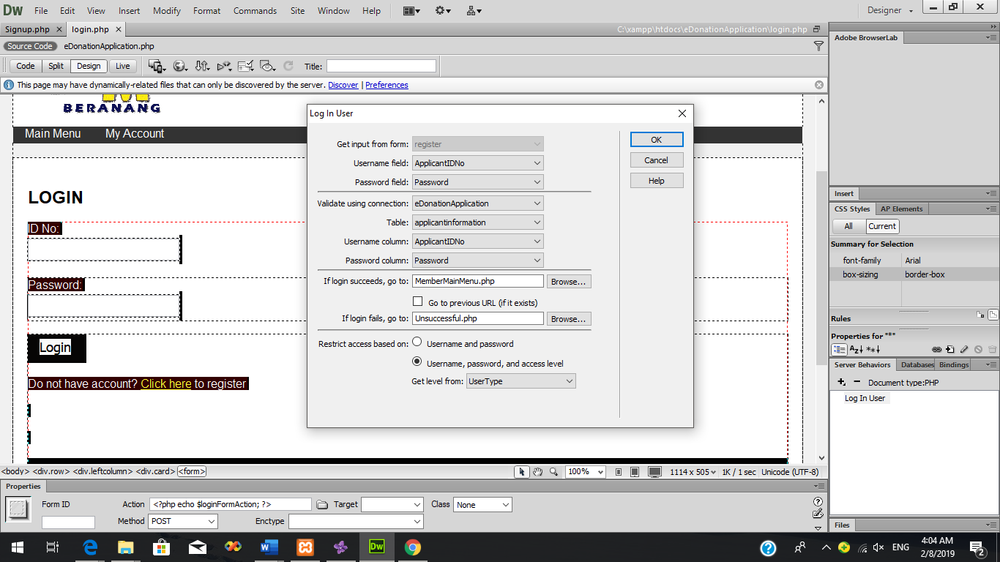 Dw File Edit View Insert Modify Format Commands Site Window Help Designer
Signup.php × login.php × C:\xampp\htdocs\eDonationApplication\login.php
Source Code eDonationApplication.php
Code Split Design Live Title:
This page may have dynamically-related files that can only be discovered by the server. Discover | Preferences
BERANANG
Main Menu My Account
LOGIN
ID No:
Password:
Login
Do not have account? Click here to register
Log In User
Get input from form: register
Username field: ApplicantIDNo
Password field: Password
Validate using connection: eDonationApplication
Table: applicantinformation
Username column: ApplicantIDNo
Password column: Password
If login succeeds, go to: MemberMainMenu.php Browse...
Go to previous URL (if it exists)
If login fails, go to: Unsuccessful.php Browse...
Restrict access based on: Username and password
Username, password, and access level
Get level from: UserType
OK
Cancel
Help
Adobe BrowserLab
Insert
CSS Styles AP Elements
All Current
Summary for Selection
font-family Arial
box-sizing border-box
Rules
Properties for "*"
Server Behaviors Databases Bindings
Document type:PHP
Log In User
Files
<body> <div.row> <div.leftcolumn> <div.card> <form> 100% 1114 x 505 1K / 1 sec Unicode (UTF-8)
Properties
Form ID Action <?php echo $loginFormAction; ?> Target Class None
Method POST Enctype
ENG 4:04 AM
2/8/2019 2